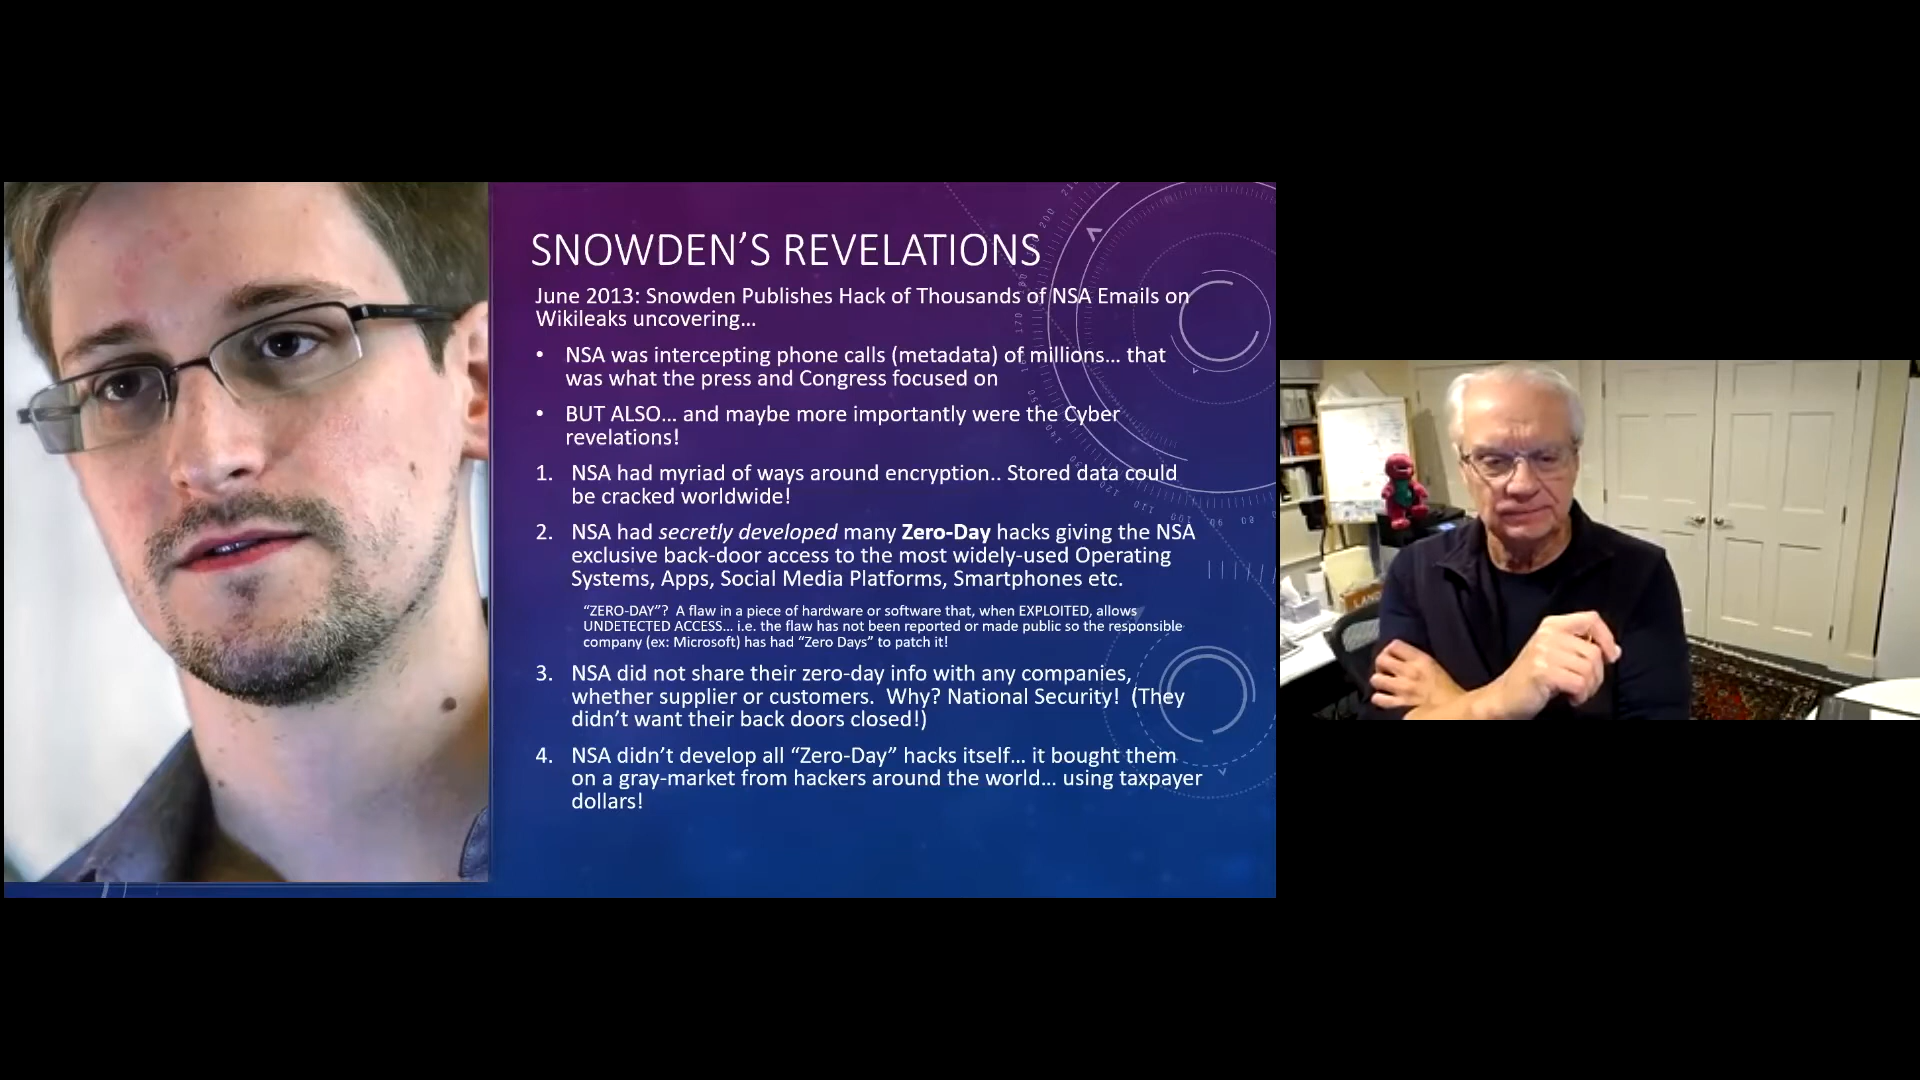 SNOWDEN’S REVELATIONS
June 2013: Snowden Publishes Hack of Thousands of NSA Emails on
Wikileaks uncovering…
• NSA was intercepting phone calls (metadata) of millions… that
was what the press and Congress focused on
• BUT ALSO… and maybe more importantly were the Cyber
revelations!
1. NSA had myriad of ways around encryption.. Stored data could
be cracked worldwide!
2. NSA had secretly developed many Zero-Day hacks giving the NSA
exclusive back-door access to the most widely-used Operating
Systems, Apps, Social Media Platforms, Smartphones etc.
“ZERO-DAY”? A flaw in a piece of hardware or software that, when EXPLOITED, allows
UNDETECTED ACCESS… i.e. the flaw has not been reported or made public so the responsible
company (ex: Microsoft) has had “Zero Days” to patch it!
3. NSA did not share their zero-day info with any companies,
whether supplier or customers. Why? National Security! (They
didn’t want their back doors closed!)
4. NSA didn’t develop all “Zero-Day” hacks itself… it bought them
on a gray-market from hackers around the world… using taxpayer
dollars!